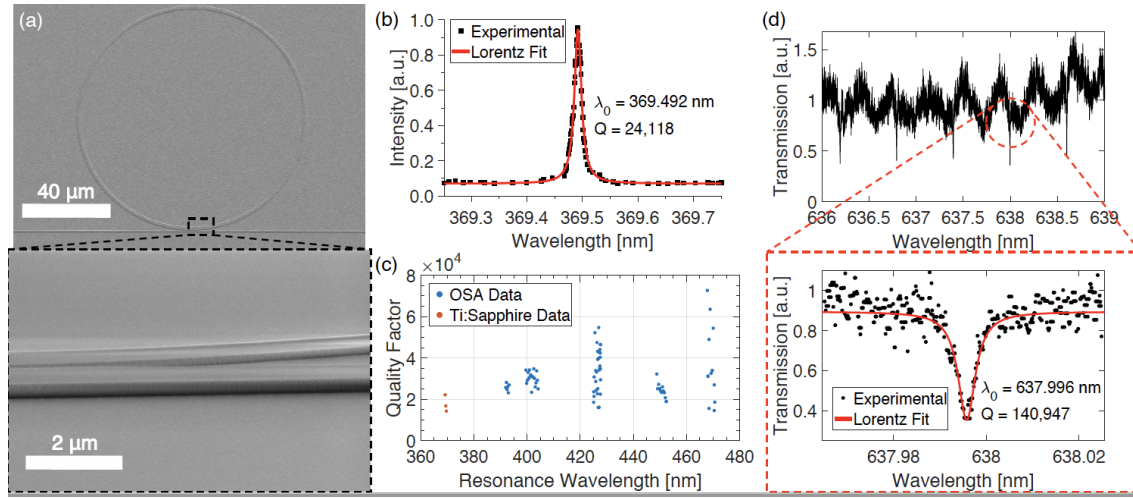 (a)
40 µm
2 µm
(b)
Intensity [a.u.]
1.0
0.8
0.6
0.4
0.2
0.0
Experimental
Lorentz Fit
λ0 = 369.492 nm
Q = 24,118
369.3 369.4 369.5 369.6 369.7
Wavelength [nm]
(c)
×10^4
Quality Factor
8
6
4
2
0
OSA Data
Ti:Sapphire Data
360 380 400 420 440 460 480
Resonance Wavelength [nm]
(d)
Transmission [a.u.]
1.5
1
0.5
0
636 636.5 637 637.5 638 638.5 639
Wavelength [nm]
Transmission [a.u.]
1
0.8
0.6
0.4
Experimental
Lorentz Fit
λ0 = 637.996 nm
Q = 140,947
637.98 638 638.02
Wavelength [nm]